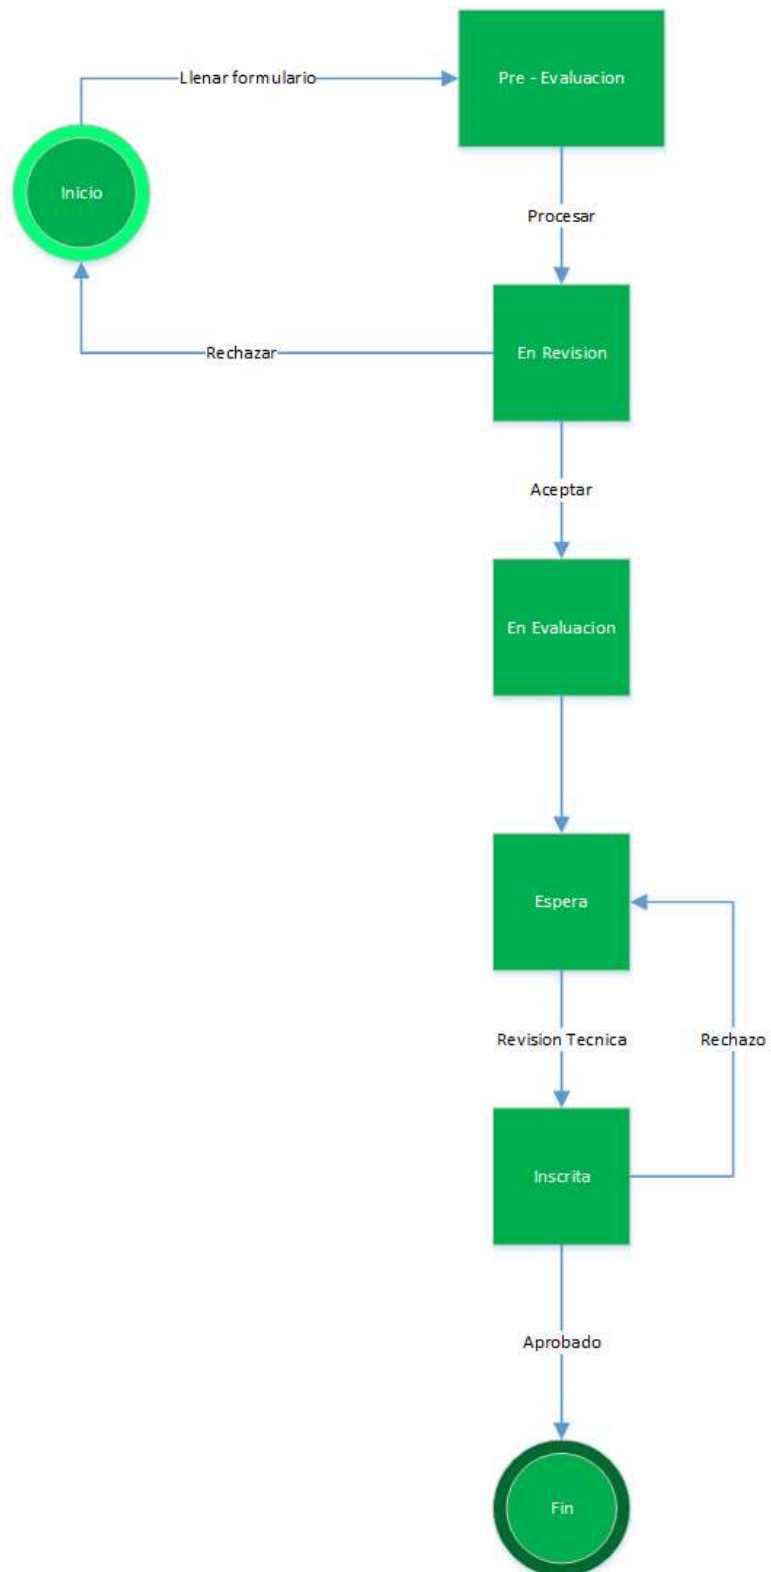 Llenar formulario
Pre - Evaluacion
Inicio
Procesar
En Revision
Rechazar
Aceptar
En Evaluacion
Espera
Revision Tecnica
Rechazo
Inscrita
Aprobado
Fin